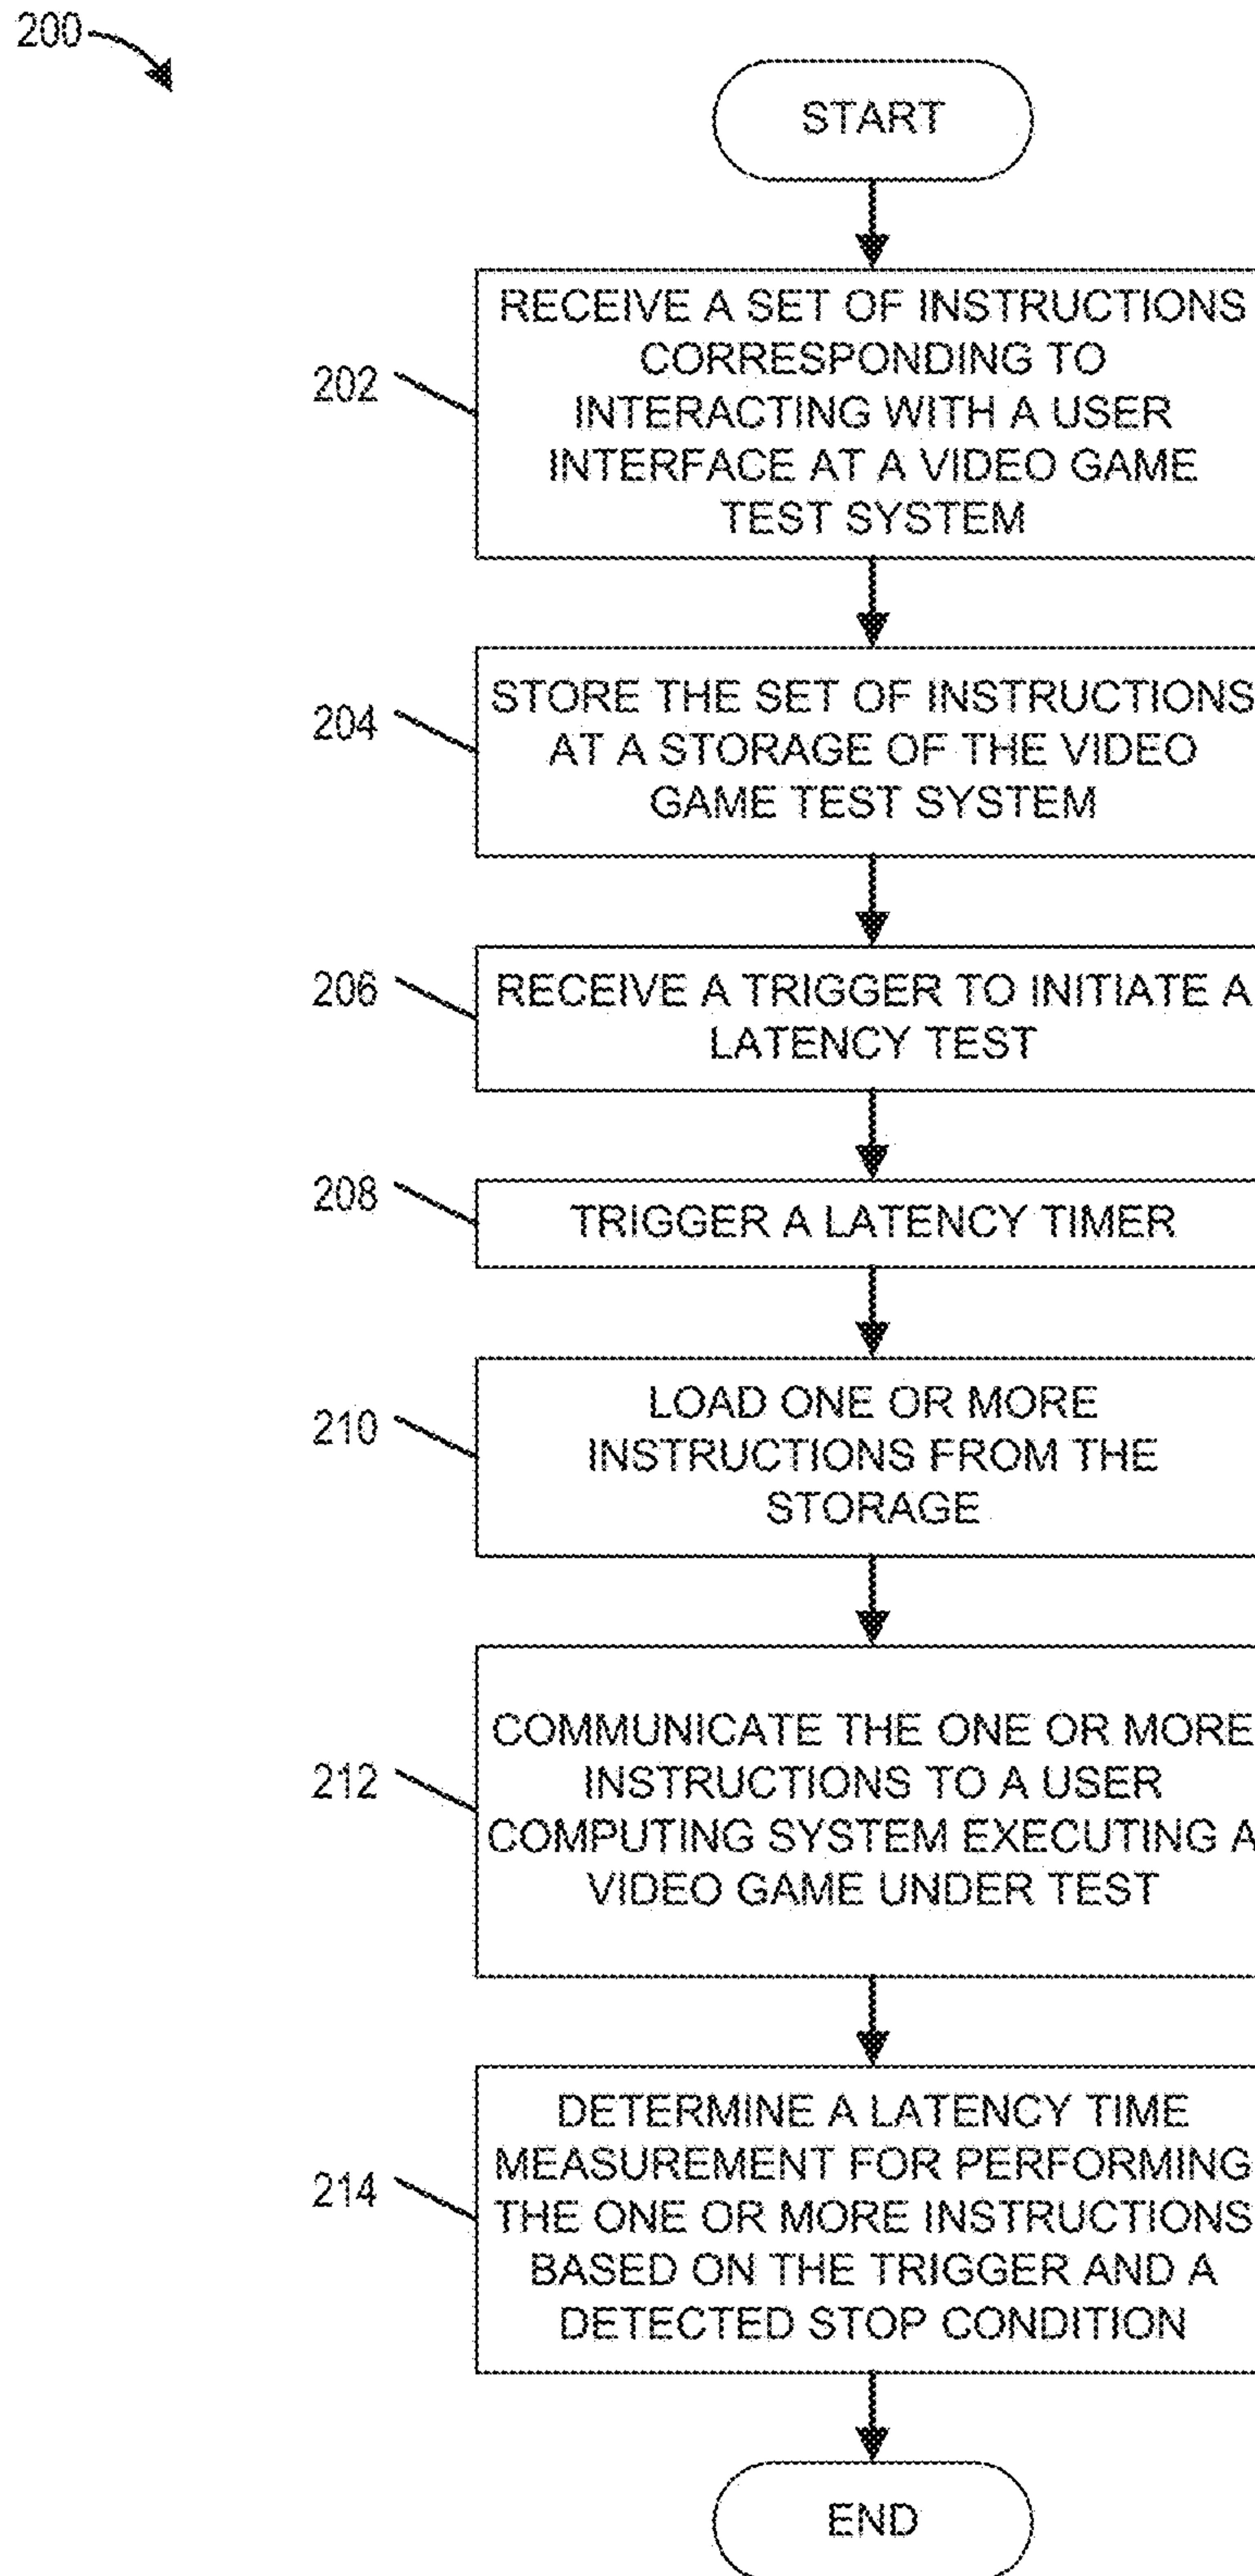 200
START
202
RECEIVE A SET OF INSTRUCTIONS
CORRESPONDING TO
INTERACTING WITH A USER
INTERFACE AT A VIDEO GAME
TEST SYSTEM
204
STORE THE SET OF INSTRUCTIONS
AT A STORAGE OF THE VIDEO
GAME TEST SYSTEM
206
RECEIVE A TRIGGER TO INITIATE A
LATENCY TEST
208
TRIGGER A LATENCY TIMER
210
LOAD ONE OR MORE
INSTRUCTIONS FROM THE
STORAGE
212
COMMUNICATE THE ONE OR MORE
INSTRUCTIONS TO A USER
COMPUTING SYSTEM EXECUTING A
VIDEO GAME UNDER TEST
214
DETERMINE A LATENCY TIME
MEASUREMENT FOR PERFORMING
THE ONE OR MORE INSTRUCTIONS
BASED ON THE TRIGGER AND A
DETECTED STOP CONDITION
END